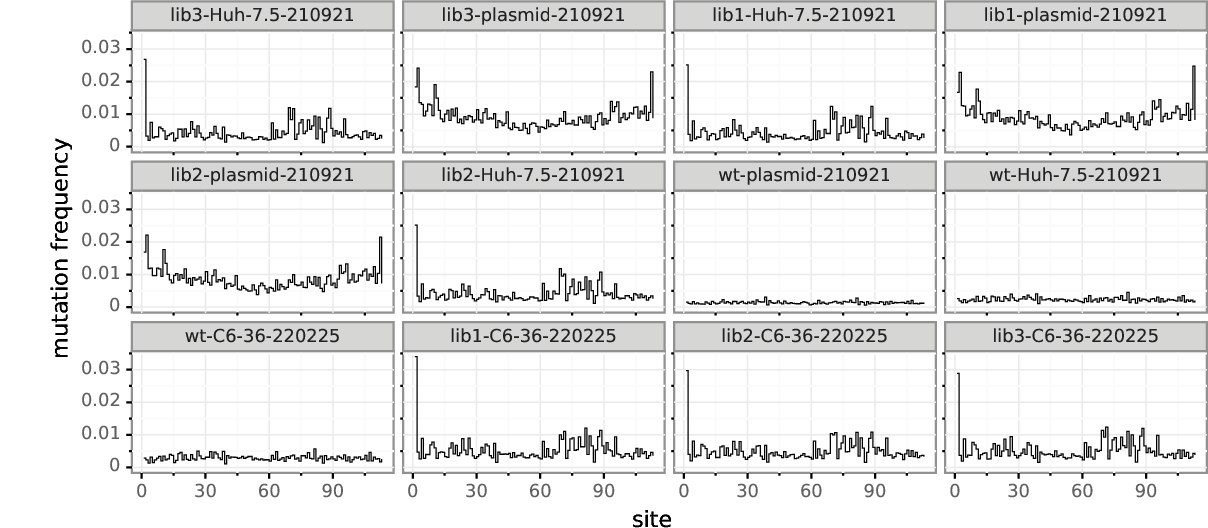 lib3-Huh-7.5-210921 lib3-plasmid-210921 lib1-Huh-7.5-210921 lib1-plasmid-210921
0.03
0.02
0.01
0
lib2-plasmid-210921 lib2-Huh-7.5-210921 wt-plasmid-210921 wt-Huh-7.5-210921
0.03
0.02
0.01
0
mutation frequency
wt-C6-36-220225 lib1-C6-36-220225 lib2-C6-36-220225 lib3-C6-36-220225
0.03
0.02
0.01
0
0 30 60 90 0 30 60 90 0 30 60 90 0 30 60 90
site